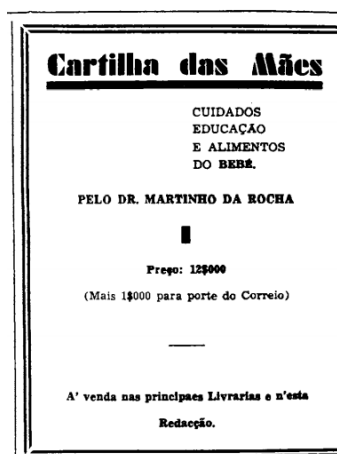 Cartilha das Mães
CUIDADOS
EDUCAÇÃO
E ALIMENTOS
DO BEBÉ.
PELO DR. MARTINHO DA ROCHA
Preço: 12$000
(Mais 1$000 para porte do Correio)
A' venda nas principaes Livrarias e n'esta
Redacção.